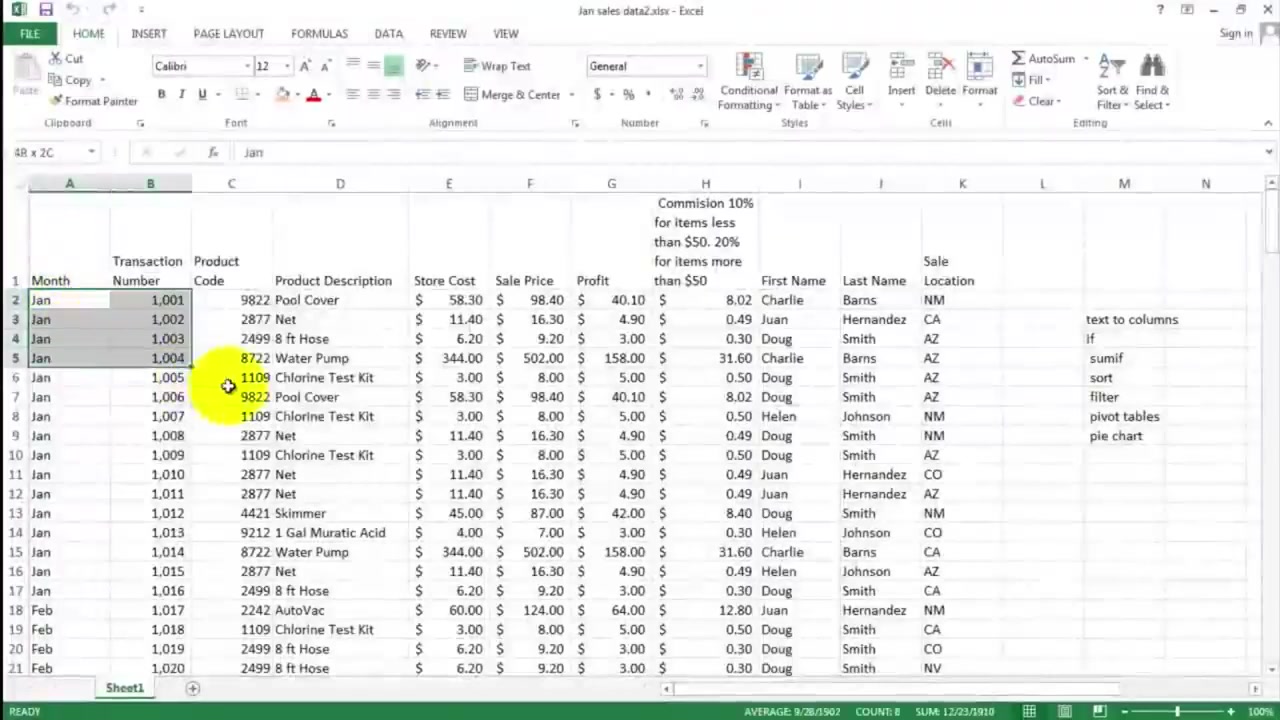 Jan sales data2.xlsx - Excel
FILE HOME INSERT PAGE LAYOUT FORMULAS DATA REVIEW VIEW Sign in
Cut
Copy
Format Painter
Paste
Clipboard
Calibri 12
B I U
Font
Wrap Text
Merge & Center
Alignment
General
$ %
Number
Conditional Formatting
Format as Table
Cell Styles
Styles
Insert Delete Format
Cells
AutoSum
Fill
Clear
Sort & Filter
Find & Select
Editing
4R x 2C fx Jan
A B C D E F G H I J K L M N
Commision 10%
for items less
than $50. 20%
Transaction Product for items more Sale
1 Month Number Code Product Description Store Cost Sale Price Profit than $50 First Name Last Name Location
2 Jan 1,001 9822 Pool Cover $ 58.30 $ 98.40 $ 40.10 $ 8.02 Charlie Barns NM
3 Jan 1,002 2877 Net $ 11.40 $ 16.30 $ 4.90 $ 0.49 Juan Hernandez CA text to columns
4 Jan 1,003 2499 8 ft Hose $ 6.20 $ 9.20 $ 3.00 $ 0.30 Doug Smith AZ if
5 Jan 1,004 8722 Water Pump $ 344.00 $ 502.00 $ 158.00 $ 31.60 Charlie Barns AZ sumif
6 Jan 1,005 1109 Chlorine Test Kit $ 3.00 $ 8.00 $ 5.00 $ 0.50 Doug Smith AZ sort
7 Jan 1,006 9822 Pool Cover $ 58.30 $ 98.40 $ 40.10 $ 8.02 Doug Smith AZ filter
8 Jan 1,007 1109 Chlorine Test Kit $ 3.00 $ 8.00 $ 5.00 $ 0.50 Helen Johnson NM pivot tables
9 Jan 1,008 2877 Net $ 11.40 $ 16.30 $ 4.90 $ 0.49 Doug Smith NM pie chart
10 Jan 1,009 1109 Chlorine Test Kit $ 3.00 $ 8.00 $ 5.00 $ 0.50 Doug Smith AZ
11 Jan 1,010 2877 Net $ 11.40 $ 16.30 $ 4.90 $ 0.49 Juan Hernandez CO
12 Jan 1,011 2877 Net $ 11.40 $ 16.30 $ 4.90 $ 0.49 Juan Hernandez AZ
13 Jan 1,012 4421 Skimmer $ 45.00 $ 87.00 $ 42.00 $ 8.40 Doug Smith NM
14 Jan 1,013 9212 1 Gal Muratic Acid $ 4.00 $ 7.00 $ 3.00 $ 0.30 Helen Johnson CO
15 Jan 1,014 8722 Water Pump $ 344.00 $ 502.00 $ 158.00 $ 31.60 Charlie Barns CA
16 Jan 1,015 2877 Net $ 11.40 $ 16.30 $ 4.90 $ 0.49 Helen Johnson AZ
17 Jan 1,016 2499 8 ft Hose $ 6.20 $ 9.20 $ 3.00 $ 0.30 Doug Smith CA
18 Feb 1,017 2242 AutoVac $ 60.00 $ 124.00 $ 64.00 $ 12.80 Juan Hernandez NM
19 Feb 1,018 1109 Chlorine Test Kit $ 3.00 $ 8.00 $ 5.00 $ 0.50 Doug Smith CA
20 Feb 1,019 2499 8 ft Hose $ 6.20 $ 9.20 $ 3.00 $ 0.30 Doug Smith CO
21 Feb 1,020 2499 8 ft Hose $ 6.20 $ 9.20 $ 3.00 $ 0.30 Doug Smith NV
Sheet1
READY AVERAGE: 9/28/1902 COUNT: 8 SUM: 12/23/1910 100%